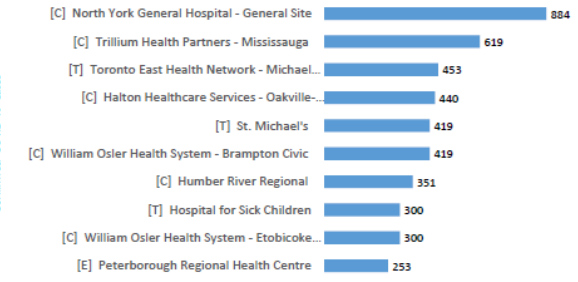 [C] North York General Hospital - General Site 884
[C] Trillium Health Partners - Mississauga 619
[T] Toronto East Health Network - Michael... 453
[C] Halton Healthcare Services - Oakville-... 440
[T] St. Michael's 419
[C] William Osler Health System - Brampton Civic 419
[C] Humber River Regional 351
[T] Hospital for Sick Children 300
[C] William Osler Health System - Etobicoke... 300
[E] Peterborough Regional Health Centre 253